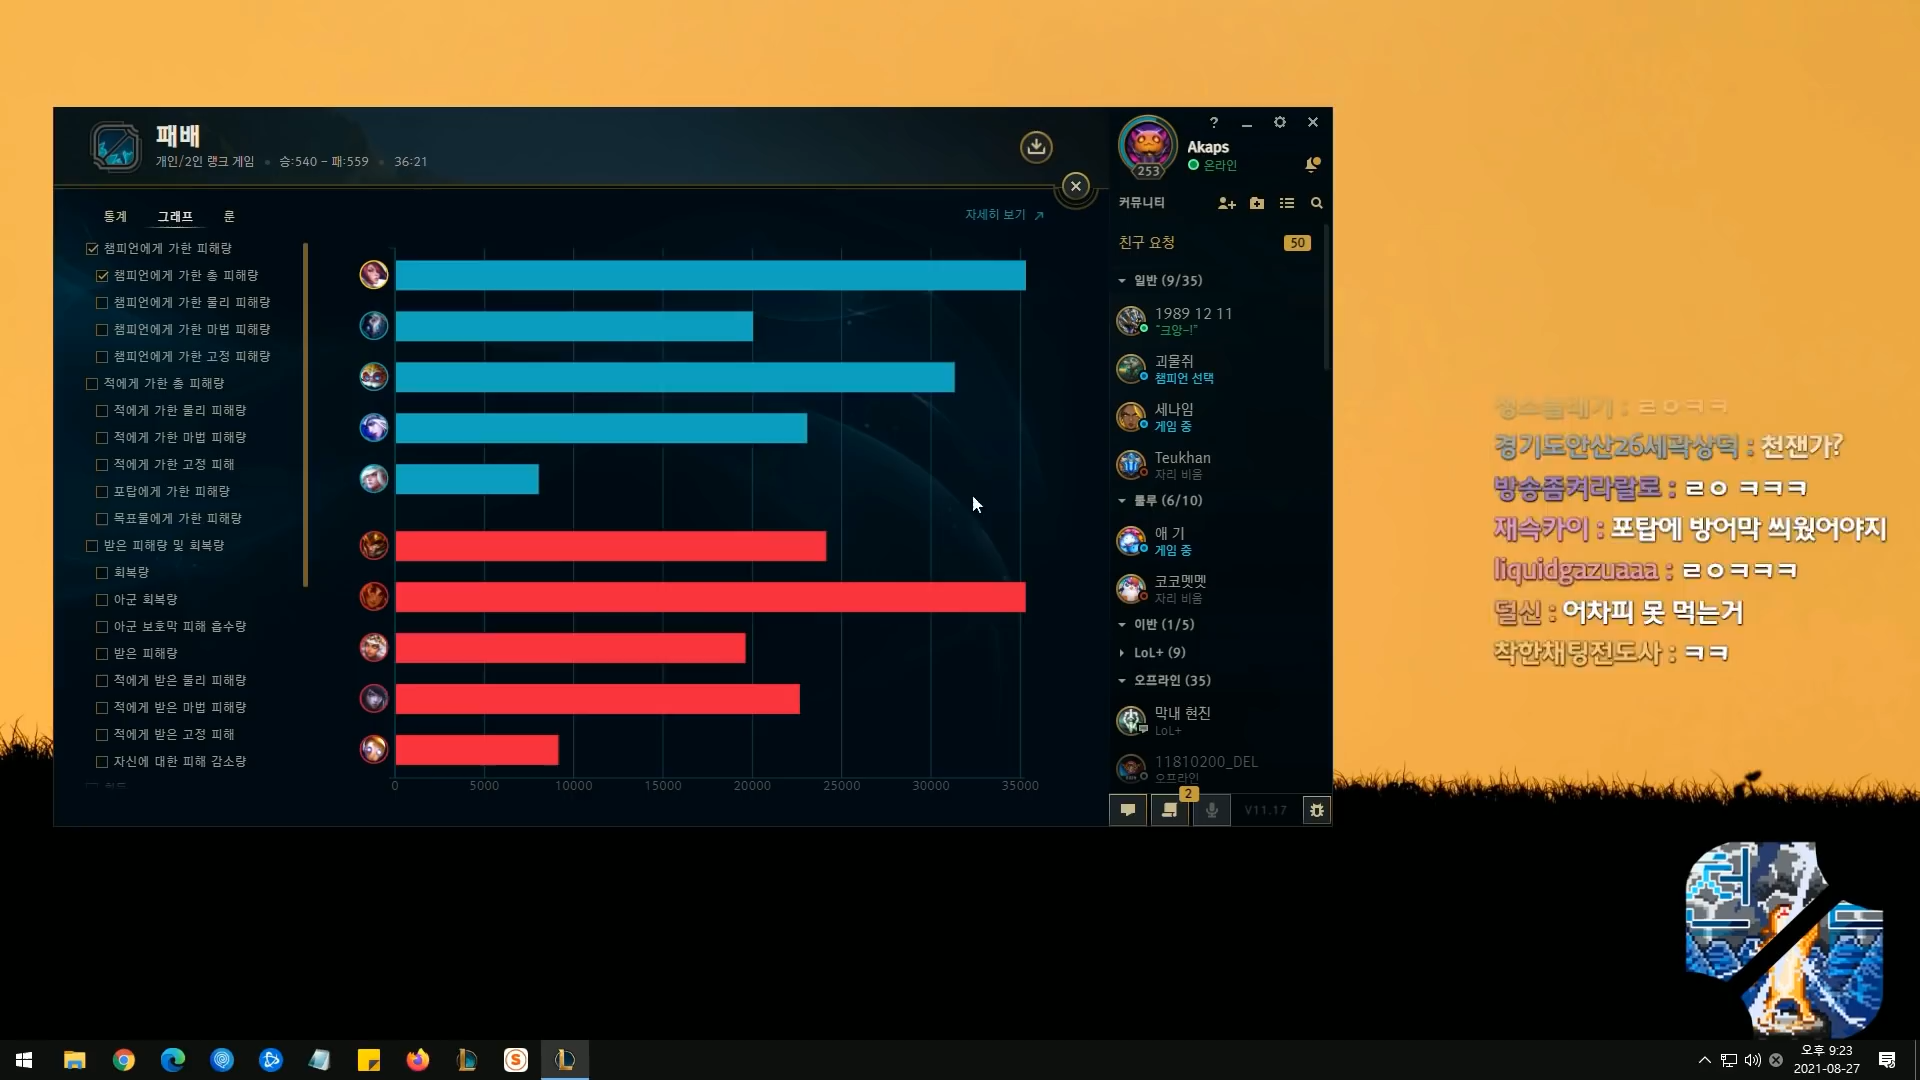 패배
개인/2인 랭크 게임 • 승:540 - 패:559 • 36:21
통계 그래프 룬
자세히 보기
챔피언에게 가한 피해량
챔피언에게 가한 총 피해량
챔피언에게 가한 물리 피해량
챔피언에게 가한 마법 피해량
챔피언에게 가한 고정 피해량
적에게 가한 총 피해량
적에게 가한 물리 피해량
적에게 가한 마법 피해량
적에게 가한 고정 피해
포탑에 가한 피해량
목표물에게 가한 피해량
받은 피해량 및 회복량
회복량
아군 회복량
아군 보호막 피해 흡수량
받은 피해량
적에게 받은 물리 피해량
적에게 받은 마법 피해량
적에게 받은 고정 피해
자신에 대한 피해 감소량
0 5000 10000 15000 20000 25000 30000 35000
?
253
Akaps
온라인
커뮤니티
친구 요청 50
일반 (9/35)
1989 12 11
"크앙-!"
괴물쥐
챔피언 선택
세나임
게임 중
Teukhan
자리 비움
룰루 (6/10)
애 기
게임 중
코코멧멧
자리 비움
이반 (1/5)
LoL+ (9)
오프라인 (35)
막내 현진
LoL+
11810200_DEL
오프라인
2
V11.17
경기도안산26세곽상덕 : 천잰가?
방송좀켜라랄로 : ㄹㅇ ㅋㅋㅋ
재속카이 : 포탑에 방어막 씌웠어야지
liquidgazuaaa : ㄹㅇㅋㅋㅋ
덜신 : 어차피 못 먹는거
착한채팅전도사 : ㅋㅋ
오후 9:23
2021-08-27